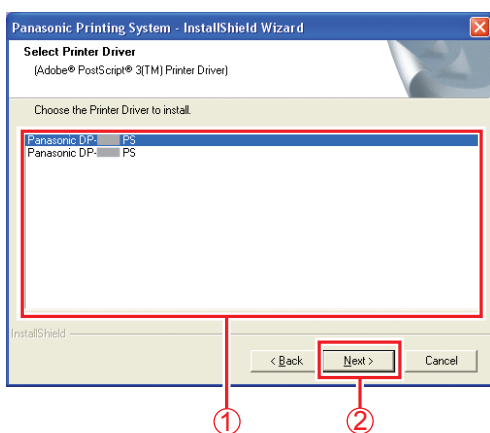 Panasonic Printing System - InstallShield Wizard
Select Printer Driver
(Adobe® PostScript® 3(TM) Printer Driver)
Choose the Printer Driver to install.
Panasonic DP- PS
Panasonic DP- PS
InstallShield
< Back Next > Cancel
① ②